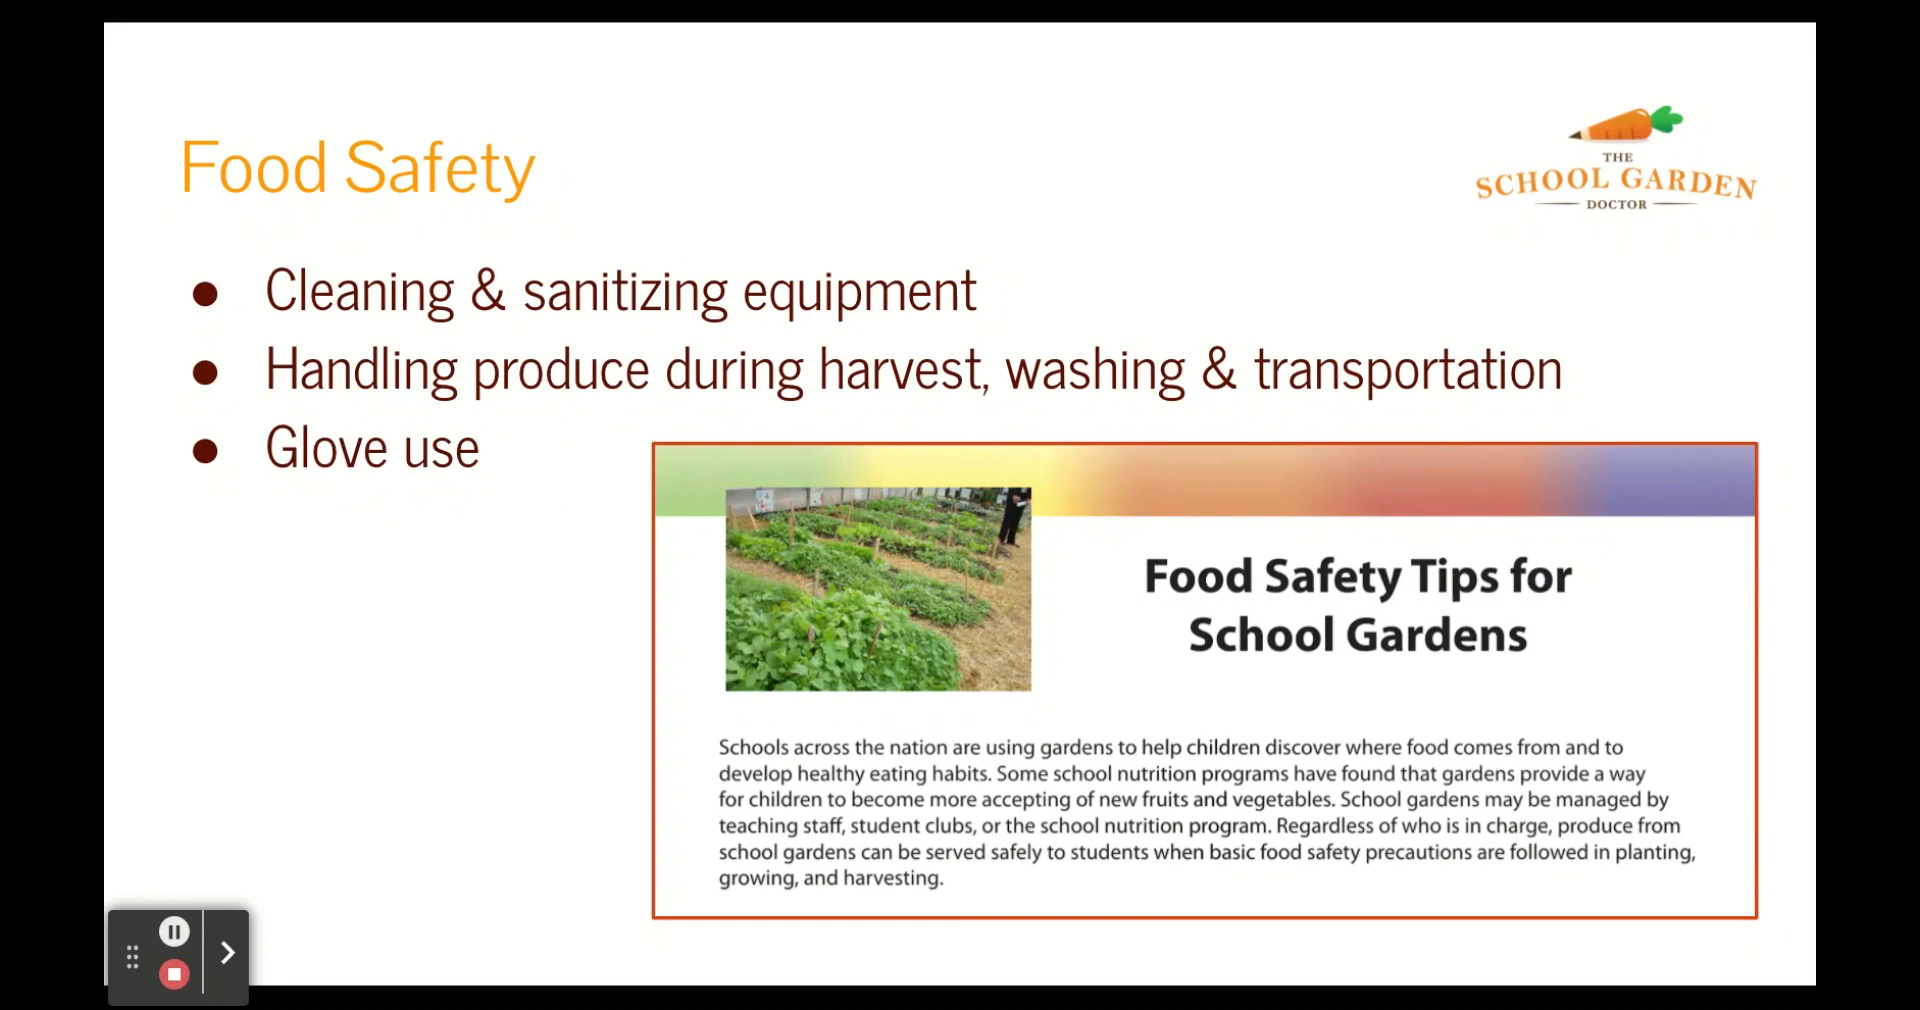 Food Safety
THE
SCHOOL GARDEN
DOCTOR
● Cleaning & sanitizing equipment
● Handling produce during harvest, washing & transportation
● Glove use
Food Safety Tips for
School Gardens
Schools across the nation are using gardens to help children discover where food comes from and to
develop healthy eating habits. Some school nutrition programs have found that gardens provide a way
for children to become more accepting of new fruits and vegetables. School gardens may be managed by
teaching staff, student clubs, or the school nutrition program. Regardless of who is in charge, produce from
school gardens can be served safely to students when basic food safety precautions are followed in planting,
growing, and harvesting.